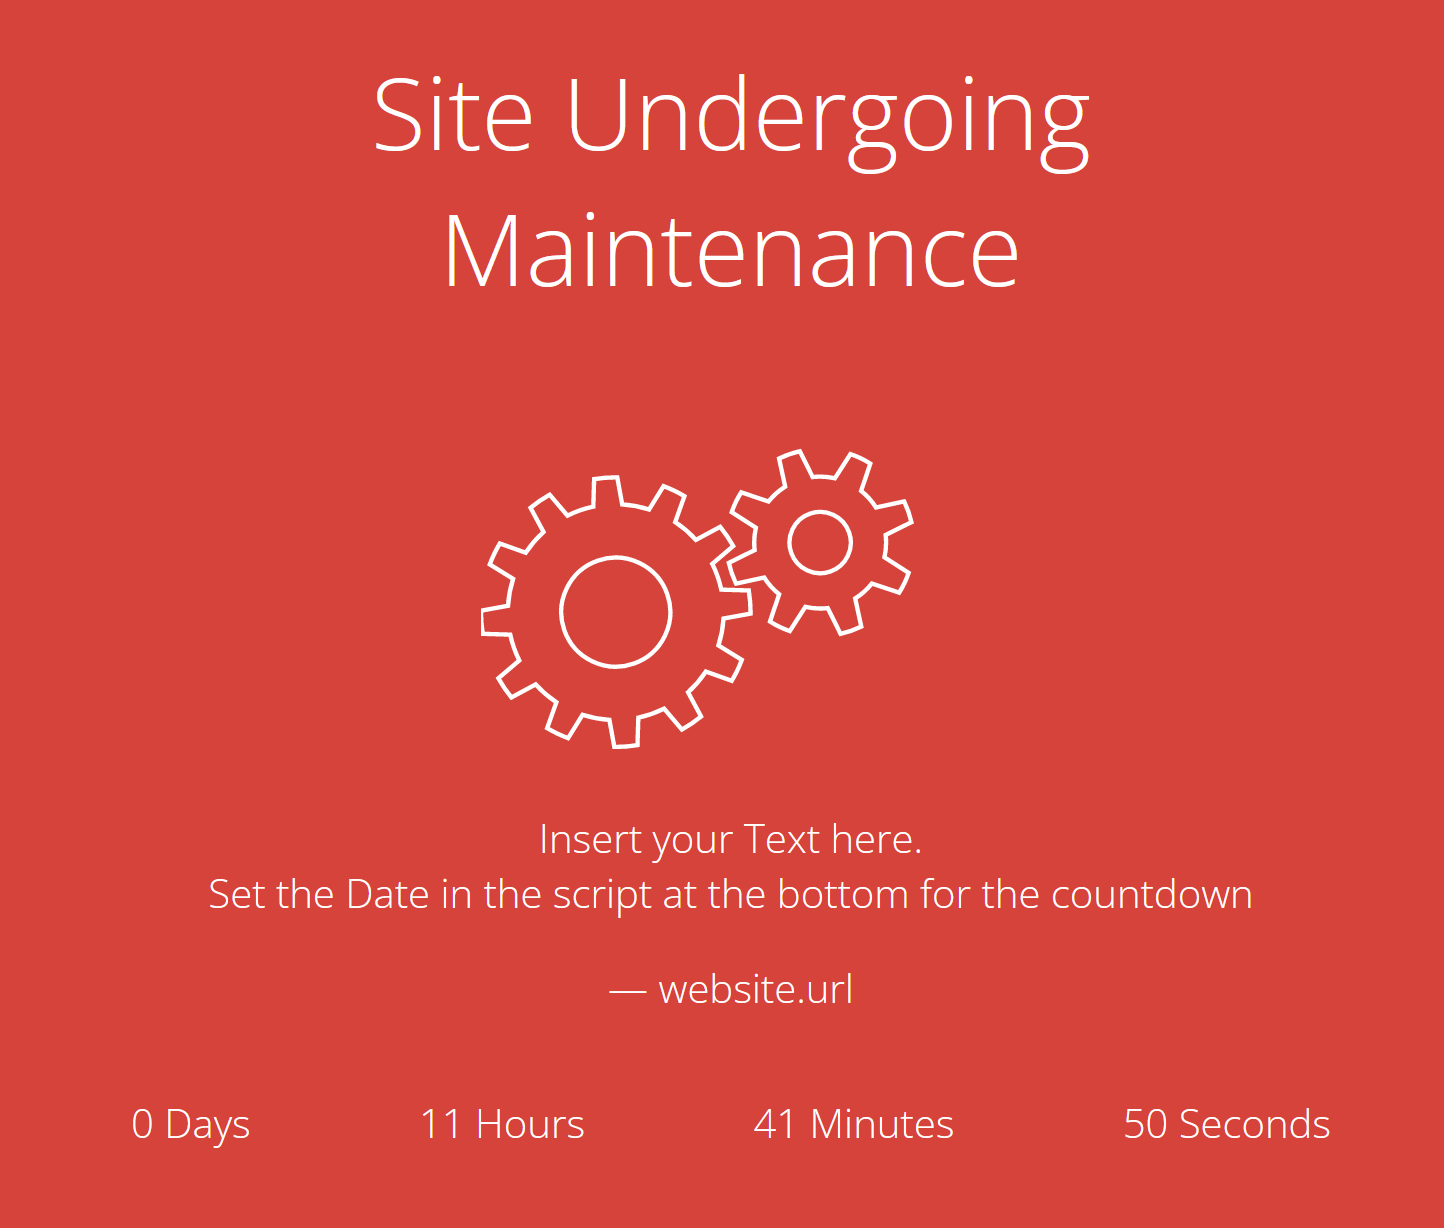 Site Undergoing
Maintenance
Insert your Text here.
Set the Date in the script at the bottom for the countdown
— website.url
0 Days 11 Hours 41 Minutes 50 Seconds